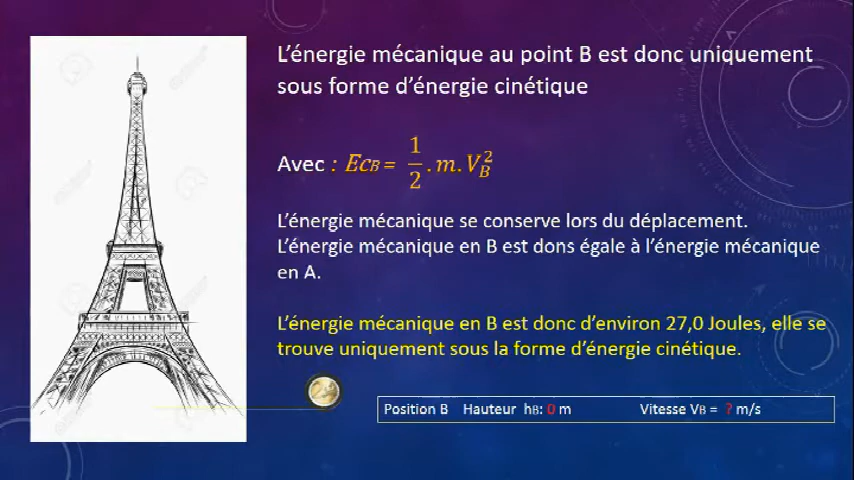 L'énergie mécanique au point B est donc uniquement
sous forme d'énergie cinétique
Avec : EcB = 1/2 . m. V_B^2
L'énergie mécanique se conserve lors du déplacement.
L'énergie mécanique en B est dons égale à l'énergie mécanique
en A.
L'énergie mécanique en B est donc d'environ 27,0 Joules, elle se
trouve uniquement sous la forme d'énergie cinétique.
Position B Hauteur hB: 0 m Vitesse VB = ? m/s